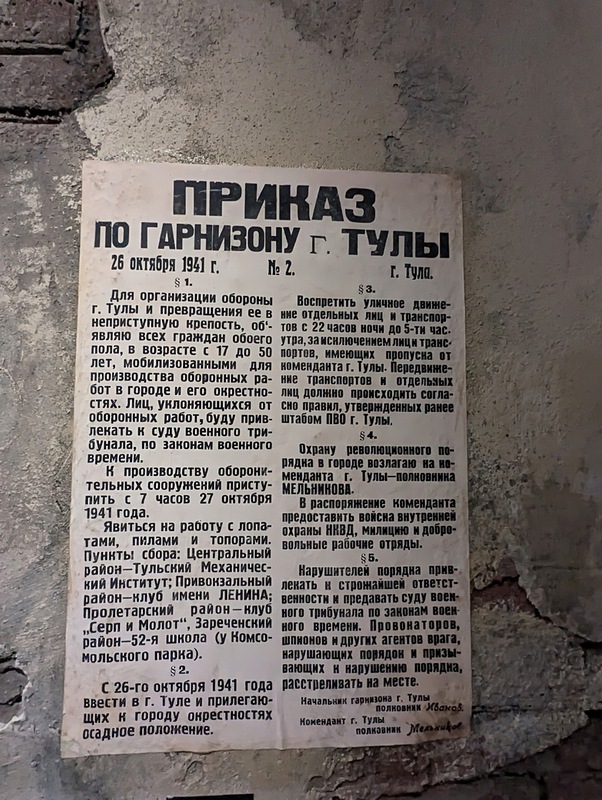 ПРИКАЗ
ПО ГАРНИЗОНУ г. ТУЛЫ
26 октября 1941 г. № 2. г. Тула.
§ 1.
Для организации обороны
г. Тулы и превращения ее в
неприступную крепость, об‘-
являю всех граждан обоего
пола, в возрасте с 17 до 50
лет, мобилизованными для
производства оборонных ра-
бот в городе и его окрестно-
стях. Лиц, уклоняющихся от
оборонных работ, буду прив-
лекать к суду военного три-
бунала, по законам военного
времени.
К производству оборони-
тельных сооружений присту-
пить с 7 часов 27 октября
1941 года.
Явиться на работу с лопа-
тами, пилами и топорами.
Пункты сбора: Центральный
район—Тульский Механичес-
кий Институт; Привокзальный
район—клуб имени ЛЕНИНА;
Пролетарский район—клуб
„Серп и Молот“, Зареченский
район—52-я школа (у Комсо-
мольского парка).
§ 2.
С 26-го октября 1941 года
ввести в г. Туле и прилегаю-
щих к городу окрестностях
осадное положение.
§ 3.
Воспретить уличное движе-
ние отдельных лиц и транспор-
тов с 22 часов ночи до 5-ти час.
утра, за исключением лиц и транс-
портов, имеющих пропуска от
коменданта г. Тулы. Передвиже-
ние транспортов и отдельных
лиц должно происходить соглас-
но правил, утвержденных ранее
штабом ПВО г. Тулы.
§ 4.
Охрану революционного по-
рядка в городе возлагаю на ко-
менданта г. Тулы—полковника
МЕЛЬНИКОВА.
В распоряжение коменданта
предоставить войска внутренней
охраны НКВД, милицию и добро-
вольные рабочие отряды.
§ 5.
Нарушителей порядка прив-
лекать к строжайшей ответст-
венности и предавать суду воен-
ного трибунала по законам воен-
ного времени. Провокаторов,
шпионов и других агентов врага,
нарушающих порядок и призы-
вающих к нарушению порядка,
расстреливать на месте.
Начальник гарнизона г. Тулы
полковник Иванов.
Комендант г. Тулы
полковник Мельников